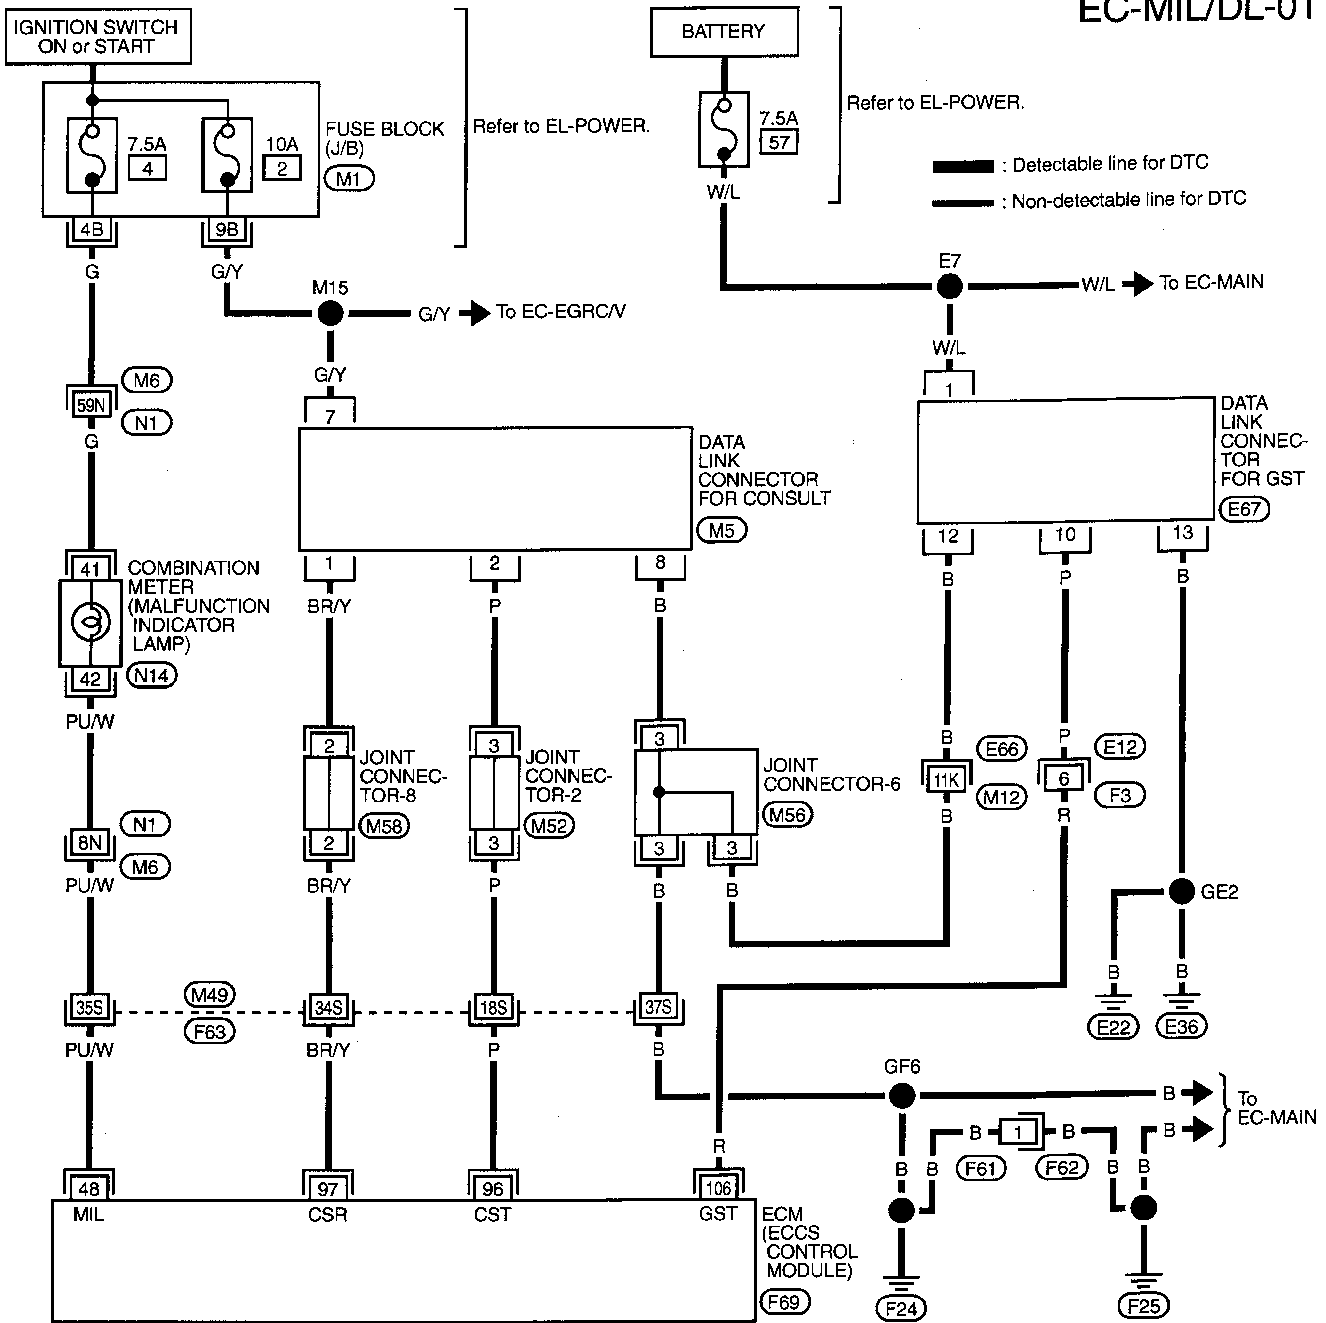 EC-MIL/DL-01
IGNITION SWITCH
ON or START
BATTERY
Refer to EL-POWER.
Refer to EL-POWER.
7.5A
4
10A
2
FUSE BLOCK
(J/B)
M1
7.5A
57
W/L
: Detectable line for DTC
: Non-detectable line for DTC
4B
9B
G
G/Y
M15
G/Y
To EC-EGRC/V
E7
W/L
To EC-MAIN
W/L
G/Y
59N
M6
N1
G
7
1
DATA
LINK
CONNECTOR
FOR CONSULT
M5
DATA
LINK
CONNEC-
TOR
FOR GST
E67
12
10
13
B
P
B
41
COMBINATION
METER
(MALFUNCTION
INDICATOR
LAMP)
42
N14
PU/W
1
2
8
BR/Y
P
B
2
JOINT
CONNEC-
TOR-8
M58
2
3
JOINT
CONNEC-
TOR-2
M52
3
3
JOINT
CONNECTOR-6
M56
3
3
B
P
11K
E66
M12
6
E12
F3
B
R
8N
N1
M6
PU/W
BR/Y
P
B
B
GE2
B
B
E22
E36
35S
M49
F63
34S
18S
37S
PU/W
BR/Y
P
B
GF6
B
To
EC-MAIN
B
R
B
B
B
1
B
F61
F62
B
B
48
97
96
106
MIL
CSR
CST
GST
ECM
(ECCS
CONTROL
MODULE)
F69
F24
F25